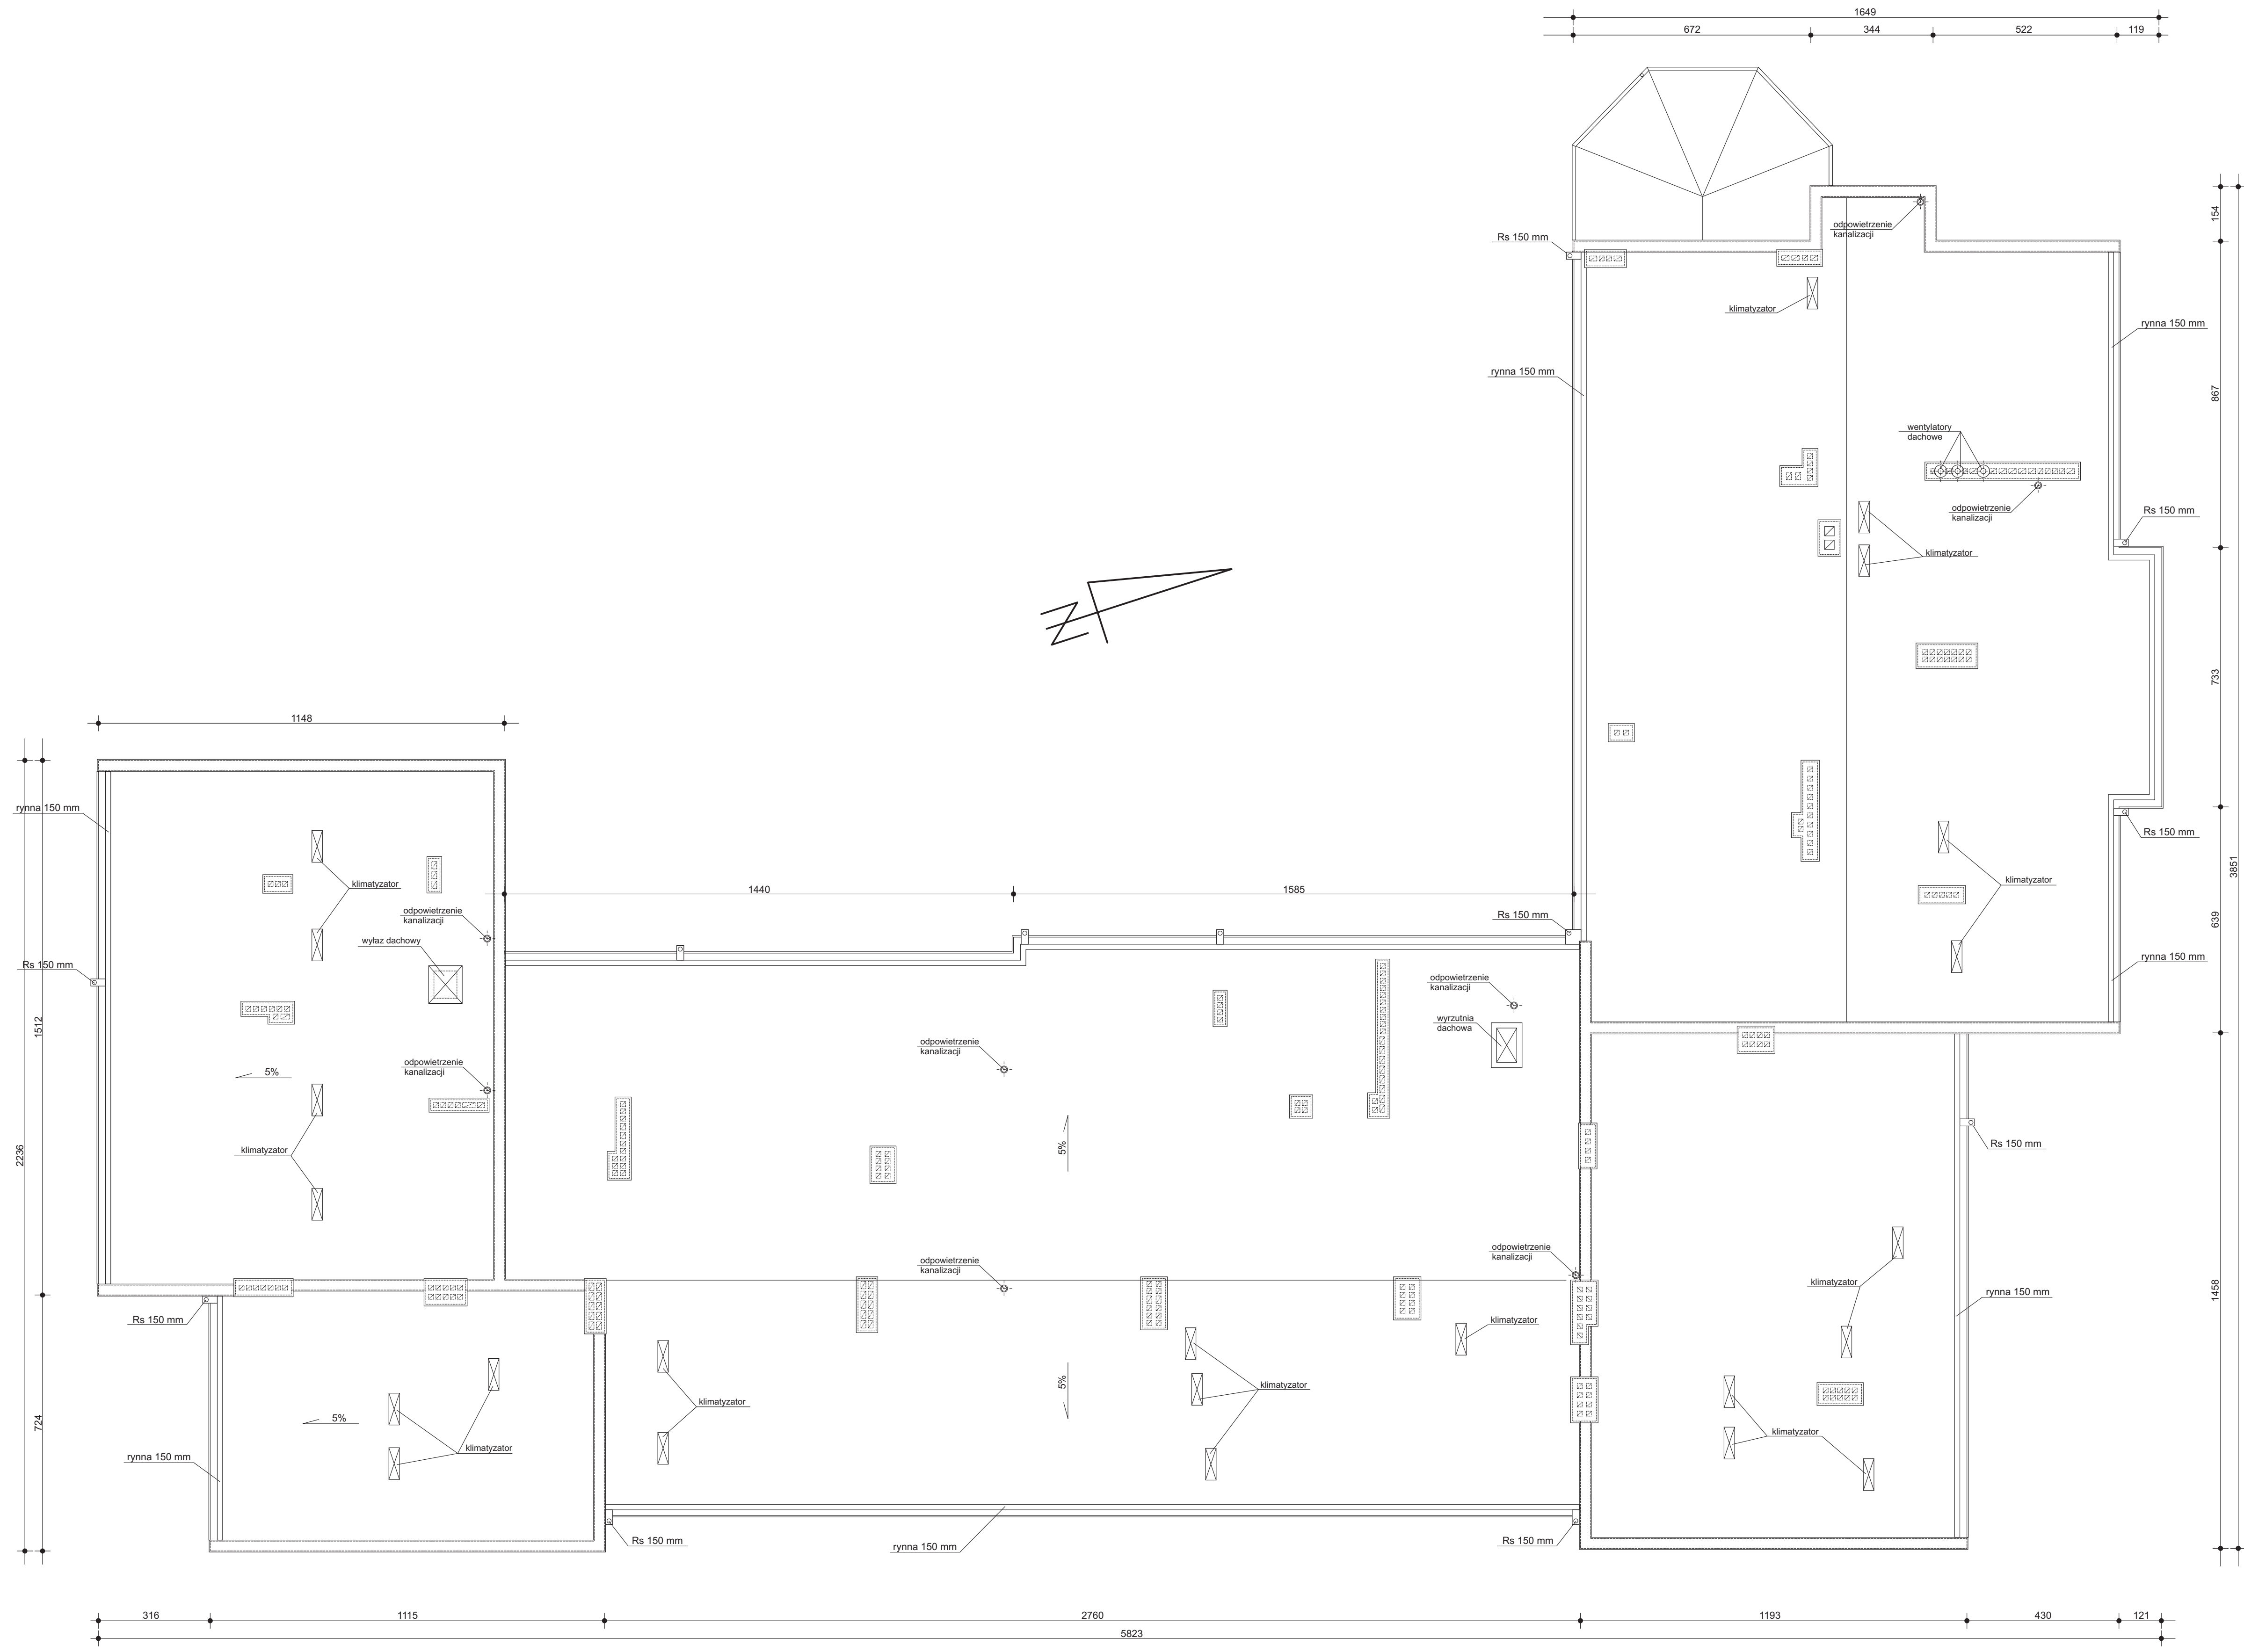 1649
672 344 522 119
154
odpowietrzenie
kanalizacji
Rs 150 mm
klimatyzator
rynna 150 mm
rynna 150 mm
867
wentylatory
dachowe
odpowietrzenie
kanalizacji
Rs 150 mm
klimatyzator
N
733
1148
rynna 150 mm
Rs 150 mm
3851
klimatyzator
klimatyzator
1440 1585
odpowietrzenie
kanalizacji
Rs 150 mm
639
wyłaz dachowy
rynna 150 mm
Rs 150 mm
odpowietrzenie
kanalizacji
1512
wyrzutnia
dachowa
odpowietrzenie
kanalizacji
odpowietrzenie
kanalizacji
5%
2236
klimatyzator
5%
Rs 150 mm
odpowietrzenie
kanalizacji
odpowietrzenie
kanalizacji
klimatyzator
rynna 150 mm
1458
Rs 150 mm
klimatyzator
5%
klimatyzator
klimatyzator
724
5%
klimatyzator
klimatyzator
rynna 150 mm
Rs 150 mm
rynna 150 mm
Rs 150 mm
316 1115 2760 1193 430 121
5823